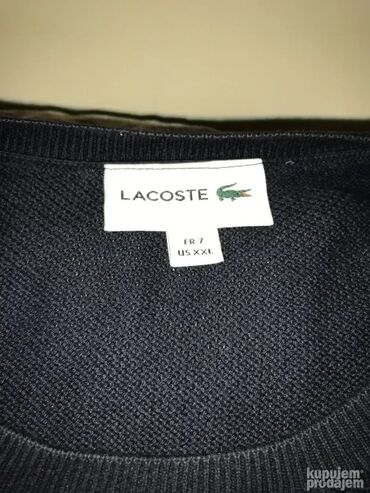 LACOSTE
FR 7
US XXL
kupujem
prodajem